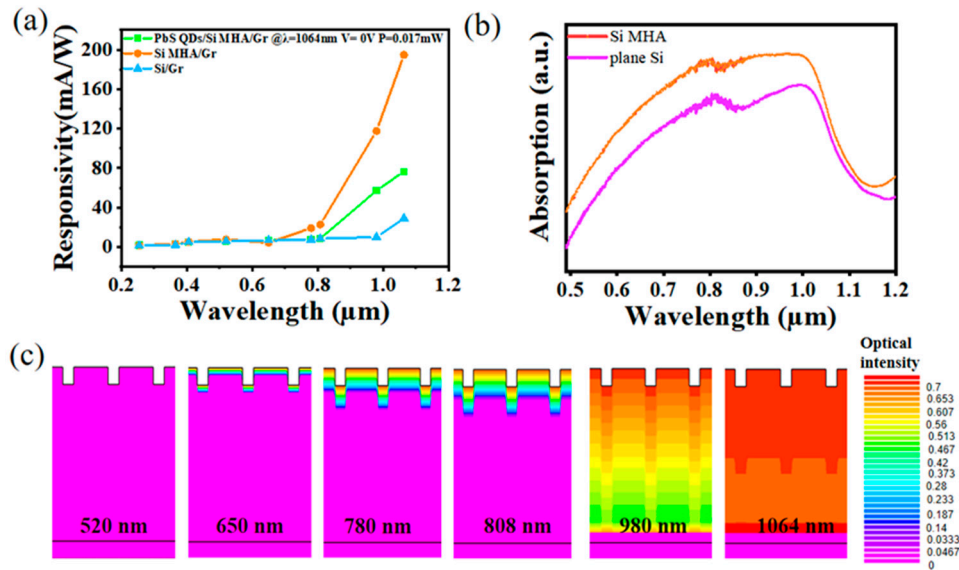 (a)
PbS QDs/Si MHA/Gr @λ=1064nm V= 0V P=0.017mW
Si MHA/Gr
Si/Gr
Responsivity(mA/W)
200
160
120
80
40
0
0.2 0.4 0.6 0.8 1.0 1.2
Wavelength (µm)
(b)
Si MHA
plane Si
Absorption (a.u.)
0.5 0.6 0.7 0.8 0.9 1.0 1.1 1.2
Wavelength (µm)
(c)
520 nm
650 nm
780 nm
808 nm
980 nm
1064 nm
Optical
intensity
0.7
0.653
0.607
0.56
0.513
0.467
0.42
0.373
0.28
0.233
0.187
0.14
0.0333
0.0467
0